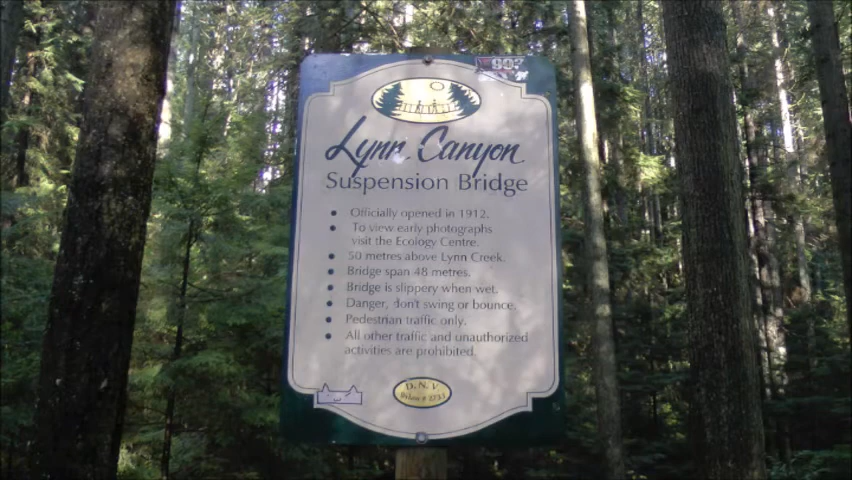 Lynn Canyon
Suspension Bridge
• Officially opened in 1912.
• To view early photographs
visit the Ecology Centre.
• 50 metres above Lynn Creek.
• Bridge span 48 metres.
• Bridge is slippery when wet.
• Danger, don't swing or bounce.
• Pedestrian traffic only.
• All other traffic and unauthorized
activities are prohibited.
D. N. V